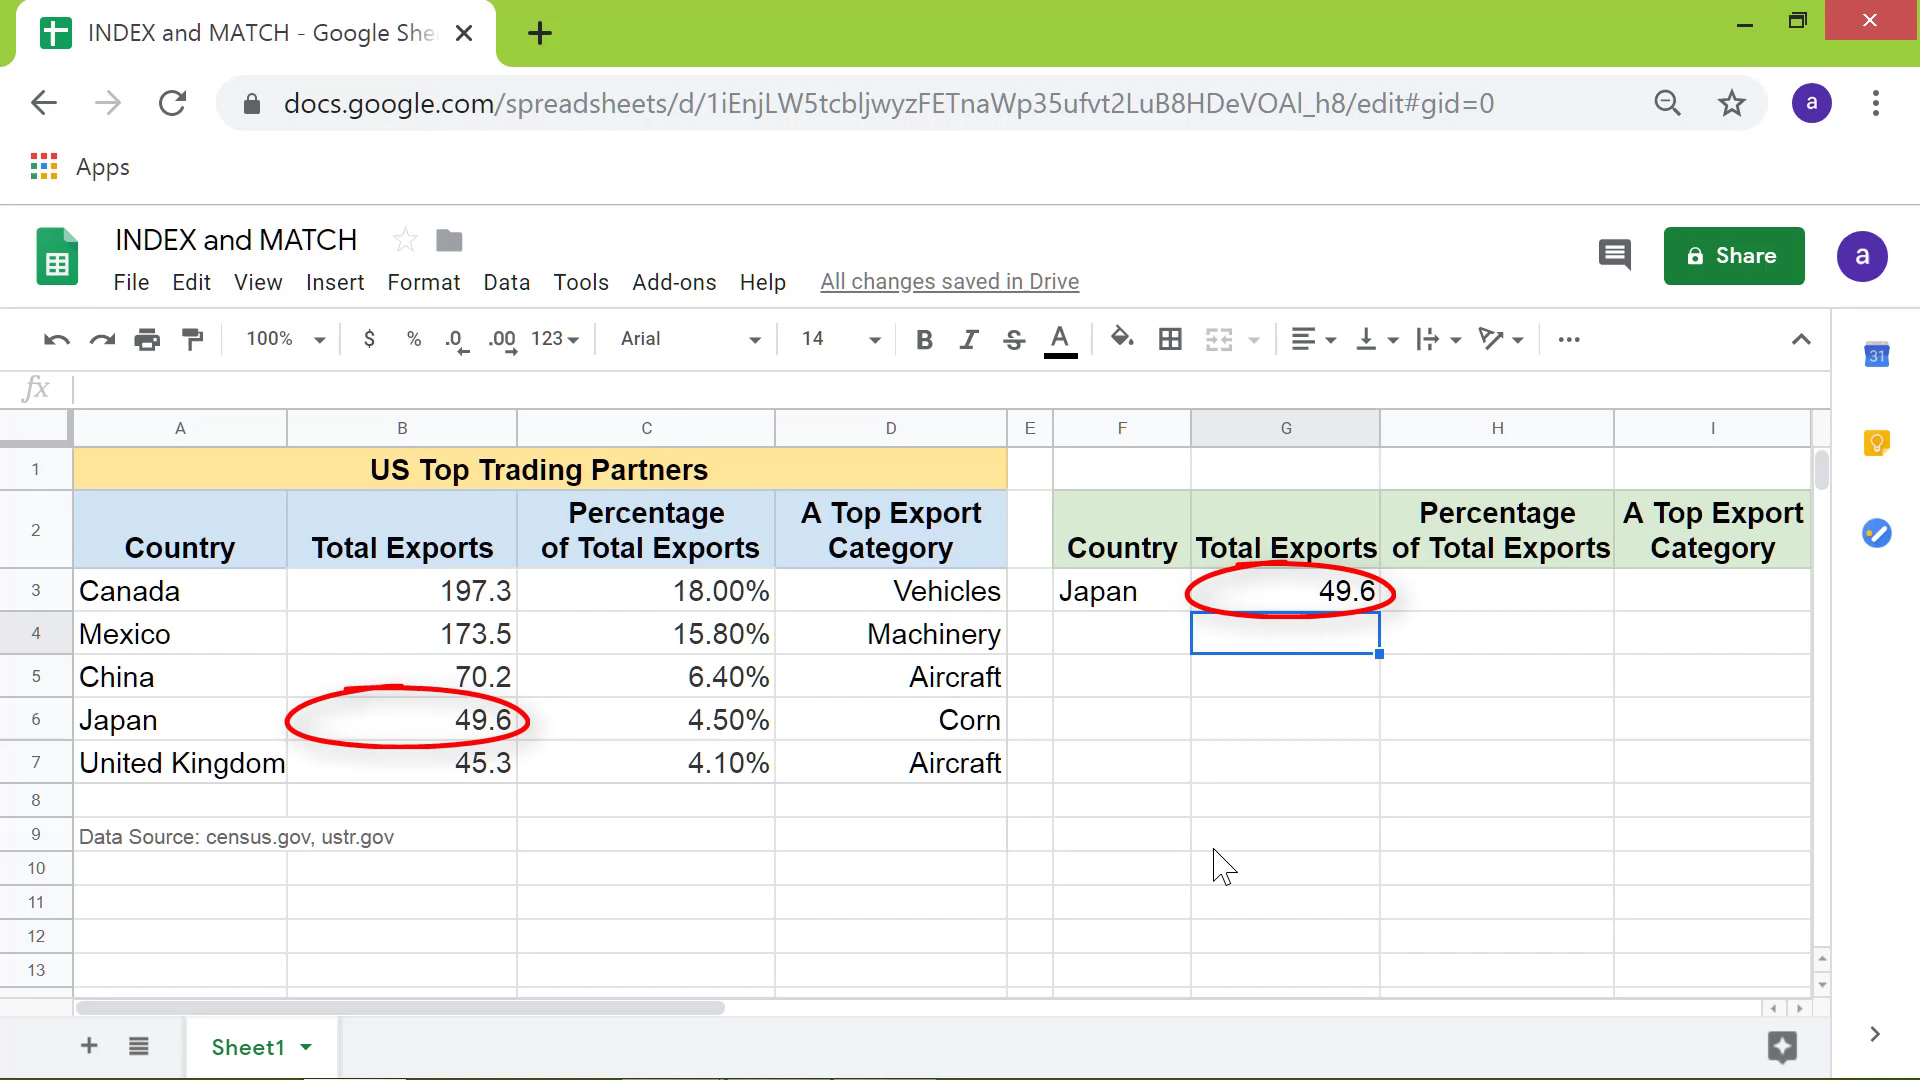 INDEX and MATCH - Google She
docs.google.com/spreadsheets/d/1iEnjLW5tcbljwyzFETnaWp35ufvt2LuB8HDeVOAl_h8/edit#gid=0
a
Apps
INDEX and MATCH
File Edit View Insert Format Data Tools Add-ons Help All changes saved in Drive
Share
a
100% $ % .0 .00 123 Arial 14 B I S A
31
fx
A B C D E F G H I
1 US Top Trading Partners
2 Country Total Exports Percentage of Total Exports A Top Export Category Country Total Exports Percentage of Total Exports A Top Export Category
3 Canada 197.3 18.00% Vehicles Japan 49.6
4 Mexico 173.5 15.80% Machinery
5 China 70.2 6.40% Aircraft
6 Japan 49.6 4.50% Corn
7 United Kingdom 45.3 4.10% Aircraft
8
9 Data Source: census.gov, ustr.gov
10
11
12
13
Sheet1